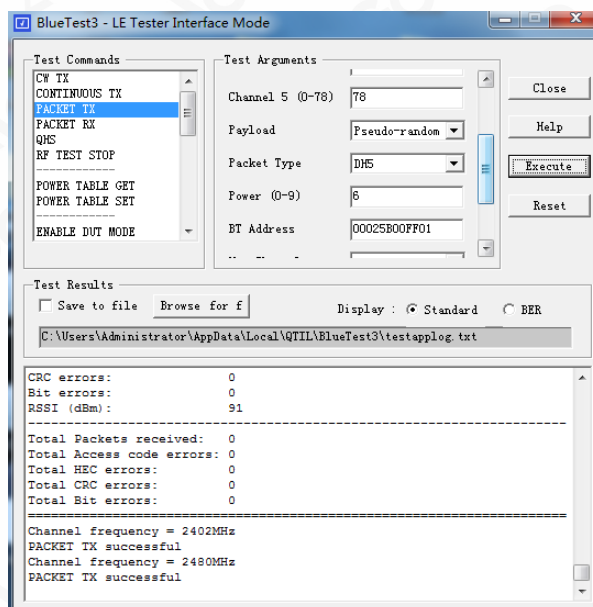 BlueTest3 - LE Tester Interface Mode
Test Commands
CW TX
CONTINUOUS TX
PACKET TX
PACKET RX
QHS
RF TEST STOP
------------
POWER TABLE GET
POWER TABLE SET
------------
ENABLE DUT MODE
Test Arguments
Channel 5 (0-78) 78
Payload Pseudo-random
Packet Type DH5
Power (0-9) 6
BT Address 00025B00FF01
Close
Help
Execute
Reset
Test Results
Save to file Browse for f Display : Standard BER
C:\Users\Administrator\AppData\Local\QTIL\BlueTest3\testapplog.txt
CRC errors: 0
Bit errors: 0
RSSI (dBm): 91
Total Packets received: 0
Total Access code errors: 0
Total HEC errors: 0
Total CRC errors: 0
Total Bit errors: 0
Channel frequency = 2402MHz
PACKET TX successful
Channel frequency = 2480MHz
PACKET TX successful